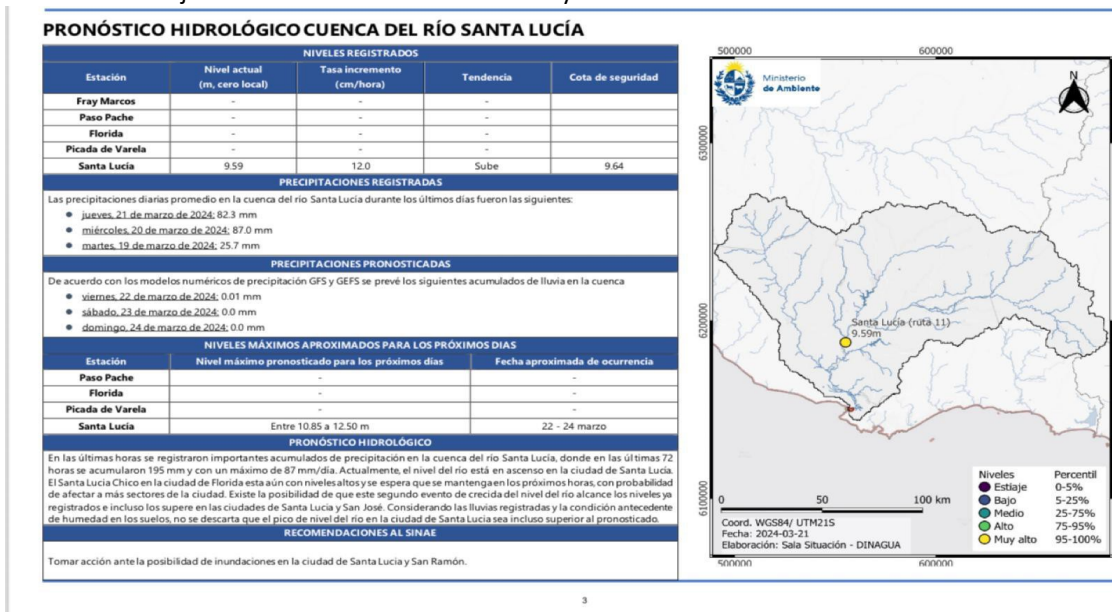 PRONÓSTICO HIDROLÓGICO CUENCA DEL RÍO SANTA LUCÍA
NIVELES REGISTRADOS
Estación Nivel actual (m, cero local) Tasa incremento (cm/hora) Tendencia Cota de seguridad
Fray Marcos - - -
Paso Pache - - -
Florida - - -
Picada de Varela - - -
Santa Lucía 9.59 12.0 Sube 9.64
PRECIPITACIONES REGISTRADAS
Las precipitaciones diarias promedio en la cuenca del río Santa Lucía durante los últimos días fueron las siguientes:
• jueves, 21 de marzo de 2024: 82.3 mm
• miércoles, 20 de marzo de 2024: 87.0 mm
• martes, 19 de marzo de 2024: 25.7 mm
PRECIPITACIONES PRONOSTICADAS
De acuerdo con los modelos numéricos de precipitación GFS y GEFS se prevé los siguientes acumulados de lluvia en la cuenca
• viernes, 22 de marzo de 2024: 0.01 mm
• sábado, 23 de marzo de 2024: 0.0 mm
• domingo, 24 de marzo de 2024: 0.0 mm
NIVELES MÁXIMOS APROXIMADOS PARA LOS PRÓXIMOS DIAS
Estación Nivel máximo pronosticado para los próximos días Fecha aproximada de ocurrencia
Paso Pache - -
Florida - -
Picada de Varela - -
Santa Lucía Entre 10.85 a 12.50 m 22 - 24 marzo
PRONÓSTICO HIDROLÓGICO
En las últimas horas se registraron importantes acumulados de precipitación en la cuenca del río Santa Lucía, donde en las últimas 72
horas se acumularon 195 mm y con un máximo de 87 mm/día. Actualmente, el nivel del río está en ascenso en la ciudad de Santa Lucía.
El Santa Lucia Chico en la ciudad de Florida esta aún con niveles altos y se espera que se mantenga en los próximos horas, con probabilidad
de afectar a más sectores de la ciudad. Existe la posibilidad de que este segundo evento de crecida del nivel del río alcance los niveles ya
registrados e incluso los supere en las ciudades de Santa Lucia y San José. Considerando las lluvias registradas y la condición antecedente
de humedad en los suelos, no se descarta que el pico de nivel del río en la ciudad de Santa Lucia sea incluso superior al pronosticado.
RECOMENDACIONES AL SINAE
Tomar acción ante la posibilidad de inundaciones en la ciudad de Santa Lucia y San Ramón.
500000 600000
Ministerio
de Ambiente
N
6300000
6200000
6100000
Santa Lucía (ruta 11)
9.59m
0 50 100 km
Coord. WGS84/ UTM21S
Fecha: 2024-03-21
Elaboración: Sala Situación - DINAGUA
Niveles Percentil
Estiaje 0-5%
Bajo 5-25%
Medio 25-75%
Alto 75-95%
Muy alto 95-100%
500000 600000
3